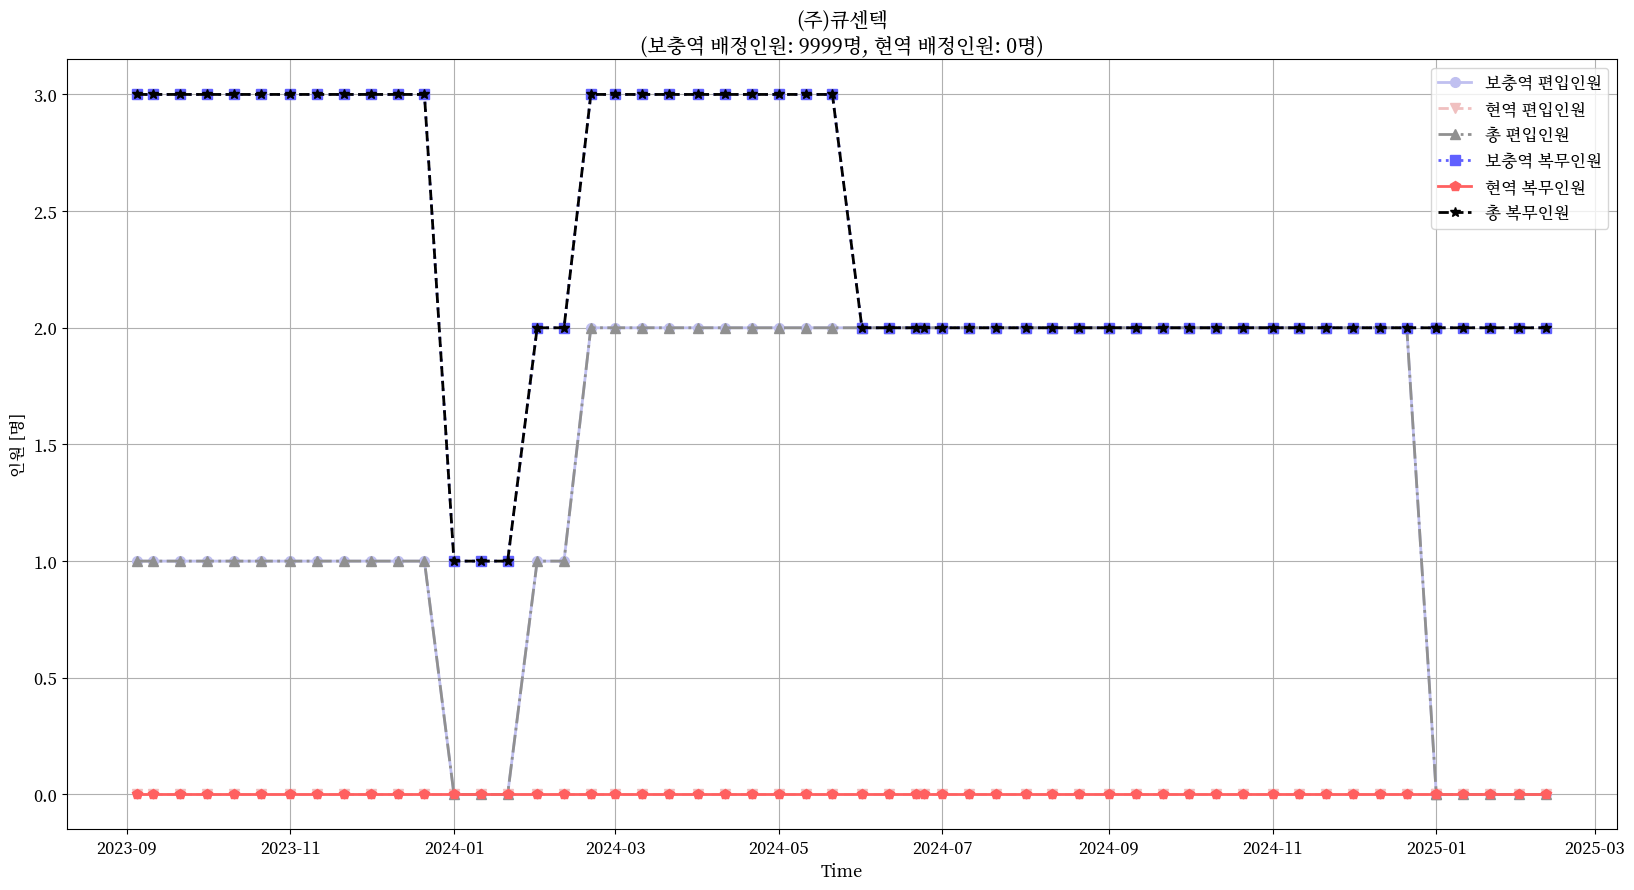 (주)큐센텍
(보충역 배정인원: 9999명, 현역 배정인원: 0명)
보충역 편입인원
현역 편입인원
총 편입인원
보충역 복무인원
현역 복무인원
총 복무인원
인원 [명]
3.0
2.5
2.0
1.5
1.0
0.5
0.0
2023-09 2023-11 2024-01 2024-03 2024-05 2024-07 2024-09 2024-11 2025-01 2025-03
Time